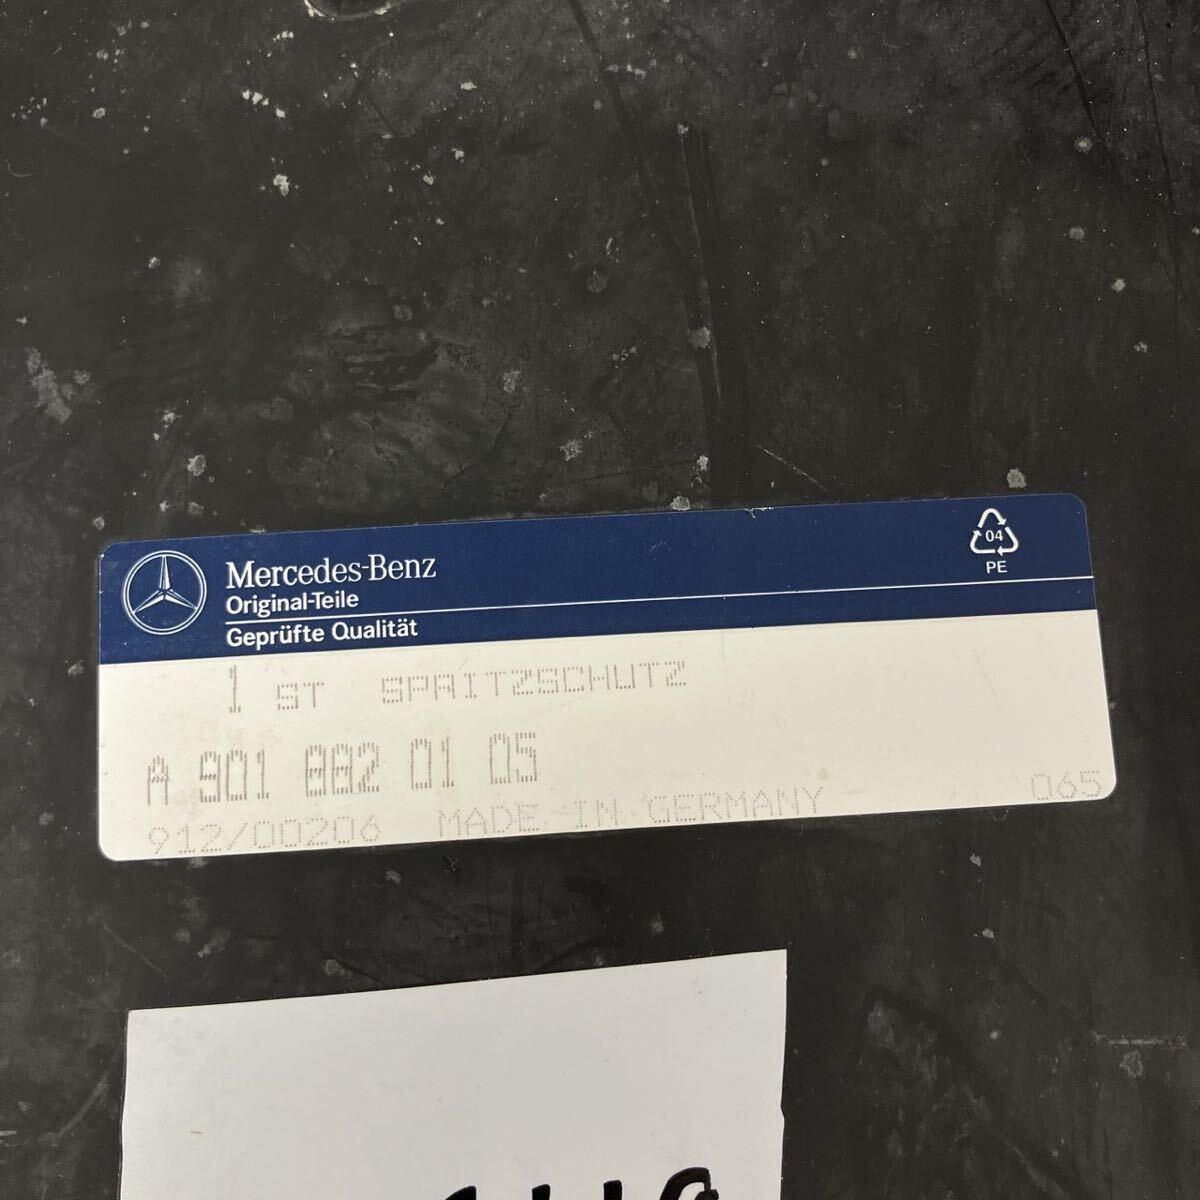 Mercedes-Benz
Original-Teile
Geprüfte Qualität
04
PE
1 ST SPRITZSCHUTZ
A 901 882 01 05
912/00206 MADE IN GERMANY 065